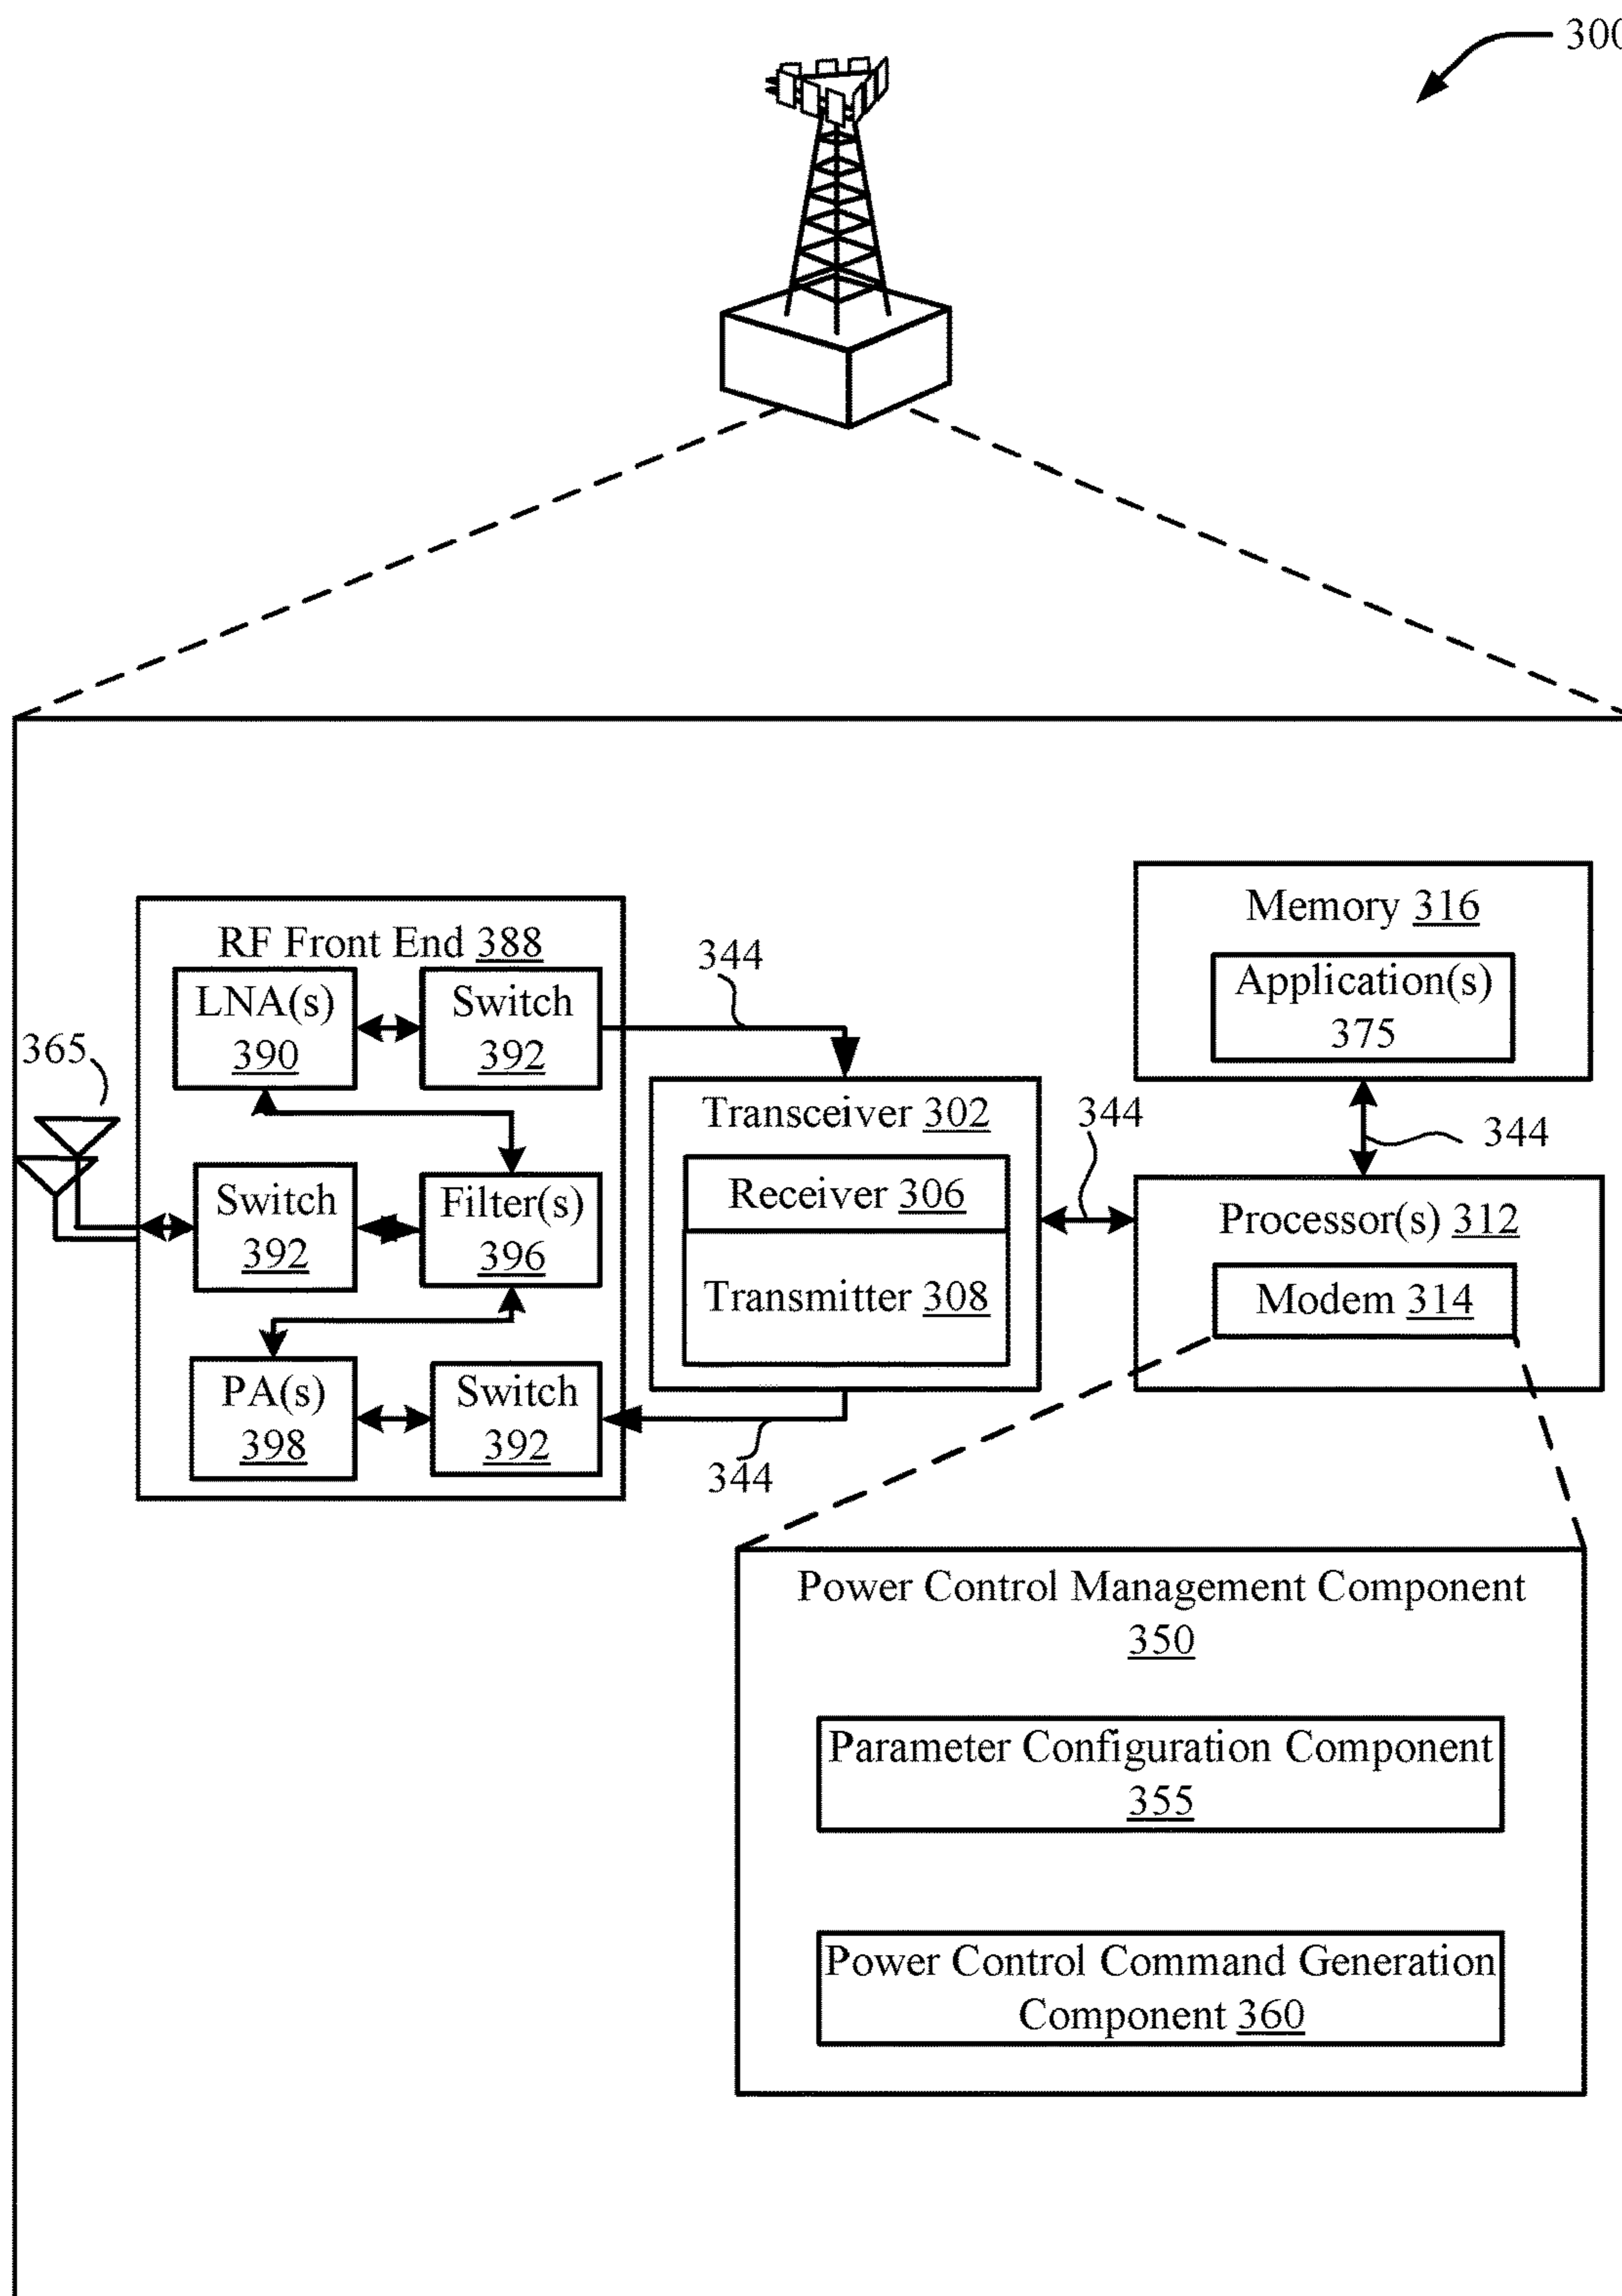 300
RF Front End 388
LNA(s)
390
Switch
392
365
Switch
392
Filter(s)
396
PA(s)
398
Switch
392
344
Transceiver 302
Receiver 306
Transmitter 308
344
344
Memory 316
Application(s)
375
344
Processor(s) 312
Modem 314
Power Control Management Component
350
Parameter Configuration Component
355
Power Control Command Generation
Component 360